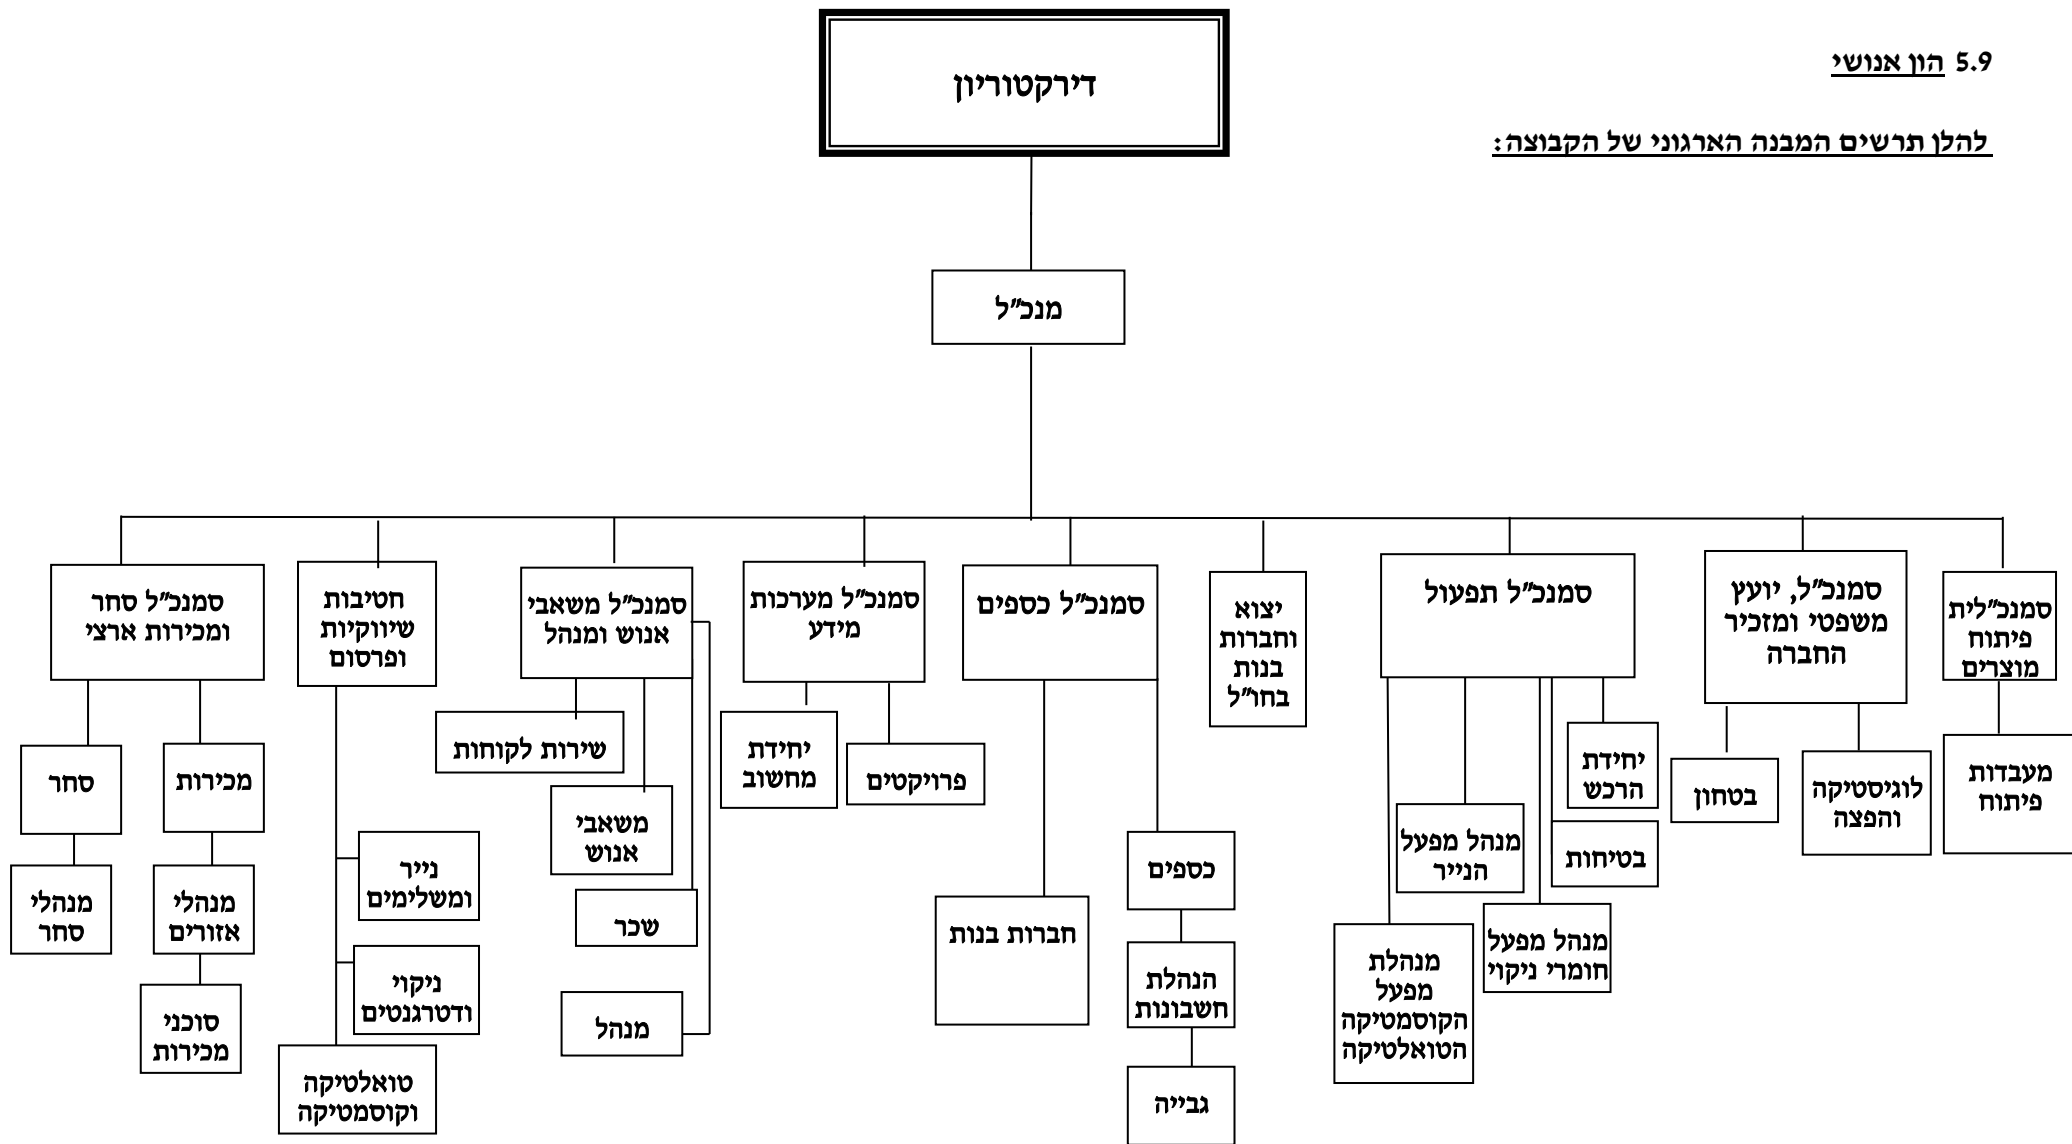 5.9 הון אנושי
להלן תרשים המבנה הארגוני של הקבוצה:
דירקטוריון
מנכ"ל
סמנכ"לית
פיתוח
מוצרים
מעבדות
פיתוח
סמנכ"ל, יועץ
משפטי ומזכיר
החברה
לוגיסטיקה
והפצה
בטחון
סמנכ"ל תפעול
יחידת
הרכש
בטיחות
מנהל מפעל
חומרי ניקוי
מנהל מפעל
הנייר
מנהלת
מפעל
הקוסמטיקה
הטואלטיקה
יצוא
וחברות
בנות
בחו"ל
סמנכ"ל כספים
כספים
הנהלת
חשבונות
גבייה
חברות בנות
סמנכ"ל מערכות
מידע
פרויקטים
יחידת
מחשוב
סמנכ"ל משאבי
אנוש ומנהל
שירות לקוחות
משאבי
אנוש
שכר
מנהל
חטיבות
שיווקיות
ופרסום
נייר
ומשלימים
ניקוי
ודטרגנטים
טואלטיקה
וקוסמטיקה
סמנכ"ל סחר
ומכירות ארצי
מכירות
מנהלי
אזורים
סוכני
מכירות
סחר
מנהלי
סחר